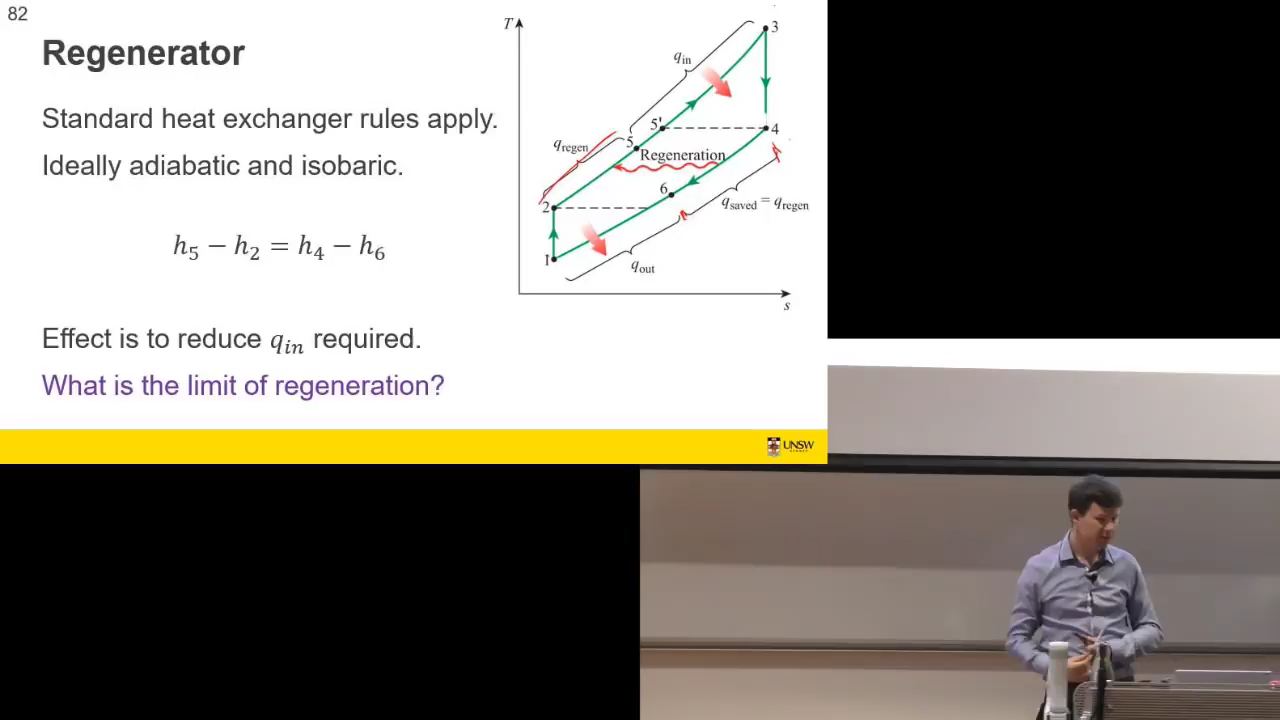 82
Regenerator
Standard heat exchanger rules apply.
Ideally adiabatic and isobaric.
h₅ − h₂ = h₄ − h₆
Effect is to reduce qᵢₙ required.
What is the limit of regeneration?
T
3
q_in
5'
4
5
q_regen
Regeneration
6
2
q_saved = q_regen
1
q_out
s
UNSW